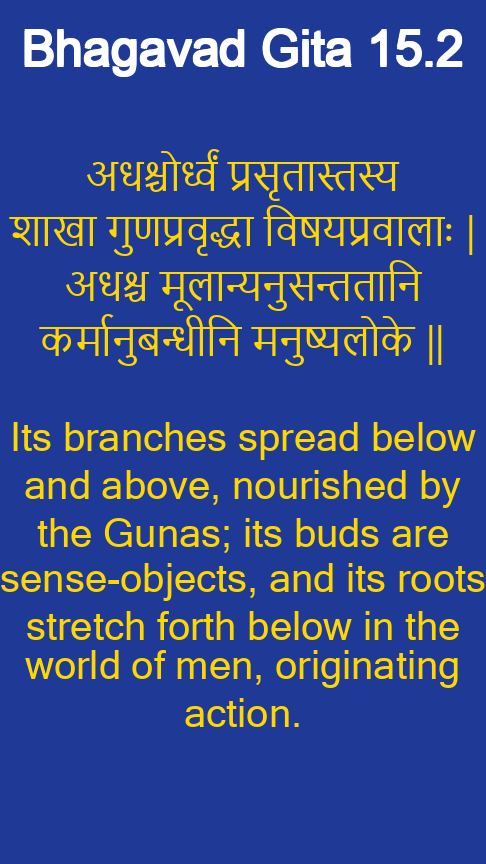 Bhagavad Gita 15.2
अधश्चोर्ध्वं प्रसृतास्तस्य
शाखा गुणप्रवृद्धा विषयप्रवालाः |
अधश्च मूलान्यनुसन्ततानि
कर्मानुबन्धीनि मनुष्यलोके ||
Its branches spread below
and above, nourished by
the Gunas; its buds are
sense-objects, and its roots
stretch forth below in the
world of men, originating
action.